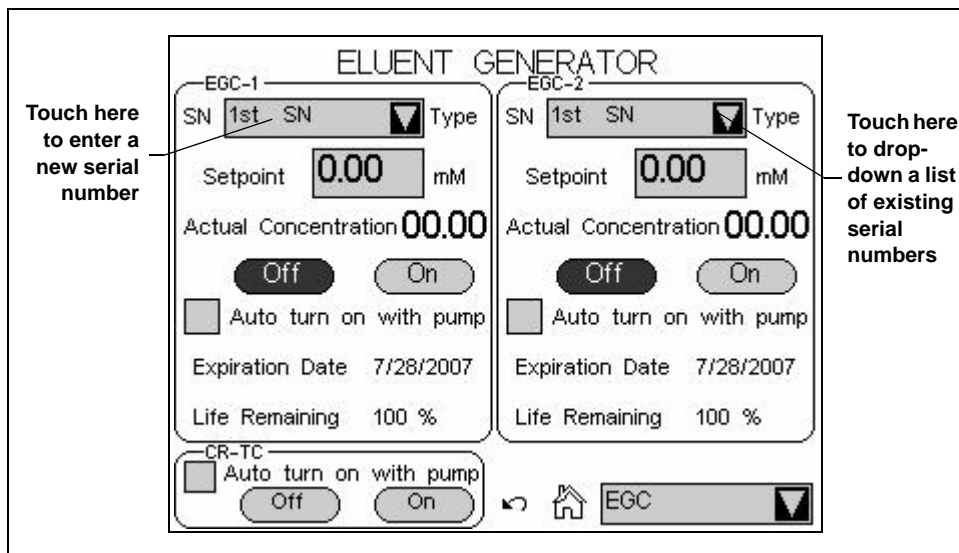 ELUENT GENERATOR
Touch here
to enter a
new serial
number
EGC-1
SN 1st SN Type
Setpoint 0.00 mM
Actual Concentration 00.00
Off On
Auto turn on with pump
Expiration Date 7/28/2007
Life Remaining 100 %
EGC-2
SN 1st SN Type
Setpoint 0.00 mM
Actual Concentration 00.00
Off On
Auto turn on with pump
Expiration Date 7/28/2007
Life Remaining 100 %
Touch here
to drop-
down a list
of existing
serial
numbers
CR-TC
Auto turn on with pump
Off On
EGC